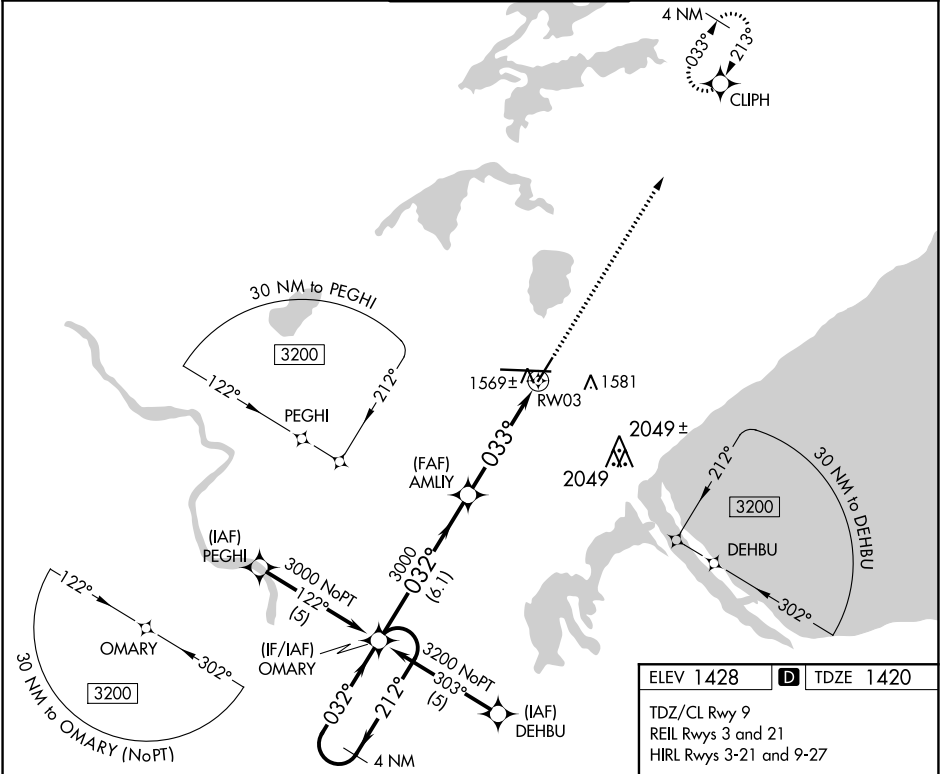 4 NM
033°
213°
CLIPH
30 NM to PEGHI
3200
122°
212°
PEGHI
1569±
RW03
1581
033°
2049±
2049
(FAF)
AMLIY
212°
30 NM to DEHBU
3200
DEHBU
302°
(IAF)
PEGHI
3000 NoPT
122°
(5)
3000
032°
(6.1)
122°
OMARY
302°
3200
30 NM to OMARY (NoPT)
(IF/IAF)
OMARY
3200 NoPT
303°
(5)
032°
212°
(IAF)
DEHBU
4 NM
ELEV 1428 D TDZE 1420
TDZ/CL Rwy 9
REIL Rwys 3 and 21
HIRL Rwys 3-21 and 9-27